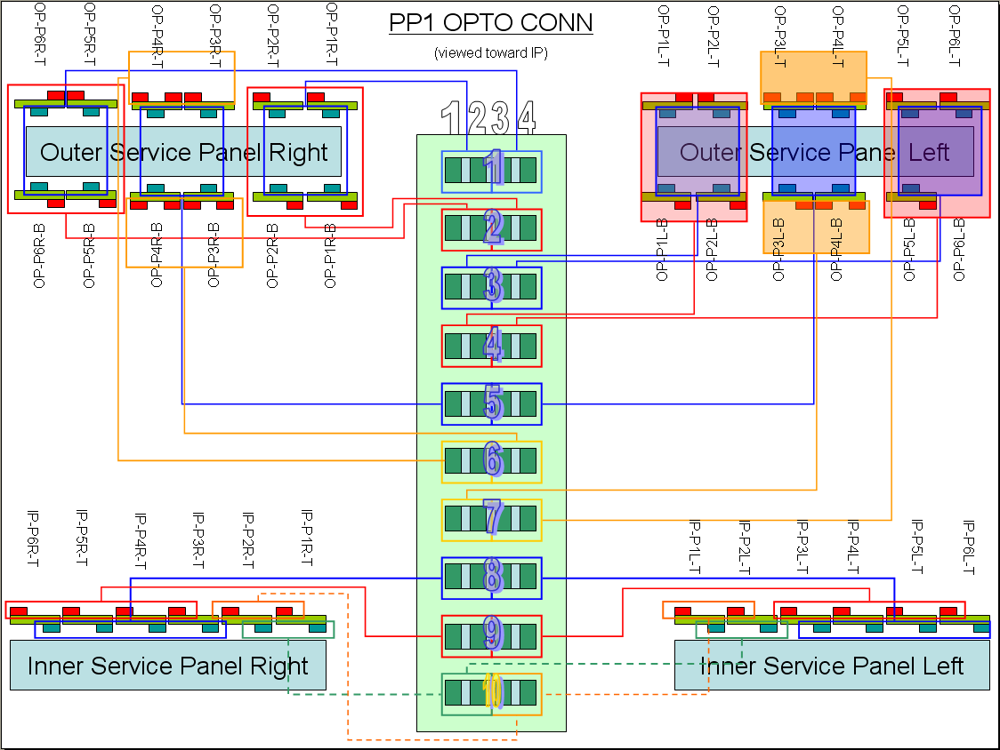 PP1 OPTO CONN
(viewed toward IP)
OP-P6R-T
OP-P5R-T
OP-P4R-T
OP-P3R-T
OP-P2R-T
OP-P1R-T
OP-P1L-T
OP-P2L-T
OP-P3L-T
OP-P4L-T
OP-P5L-T
OP-P6L-T
1 2 3 4
Outer Service Panel Right
Outer Service Panel Left
OP-P6R-B
OP-P5R-B
OP-P4R-B
OP-P3R-B
OP-P2R-B
OP-P1R-B
OP-P1L-B
OP-P2L-B
OP-P3L-B
OP-P4L-B
OP-P5L-B
OP-P6L-B
1
2
3
4
5
6
7
8
9
IP-P6R-T
IP-P5R-T
IP-P4R-T
IP-P3R-T
IP-P2R-T
IP-P1R-T
IP-P1L-T
IP-P2L-T
IP-P3L-T
IP-P4L-T
IP-P5L-T
IP-P6L-T
Inner Service Panel Right
Inner Service Panel Left